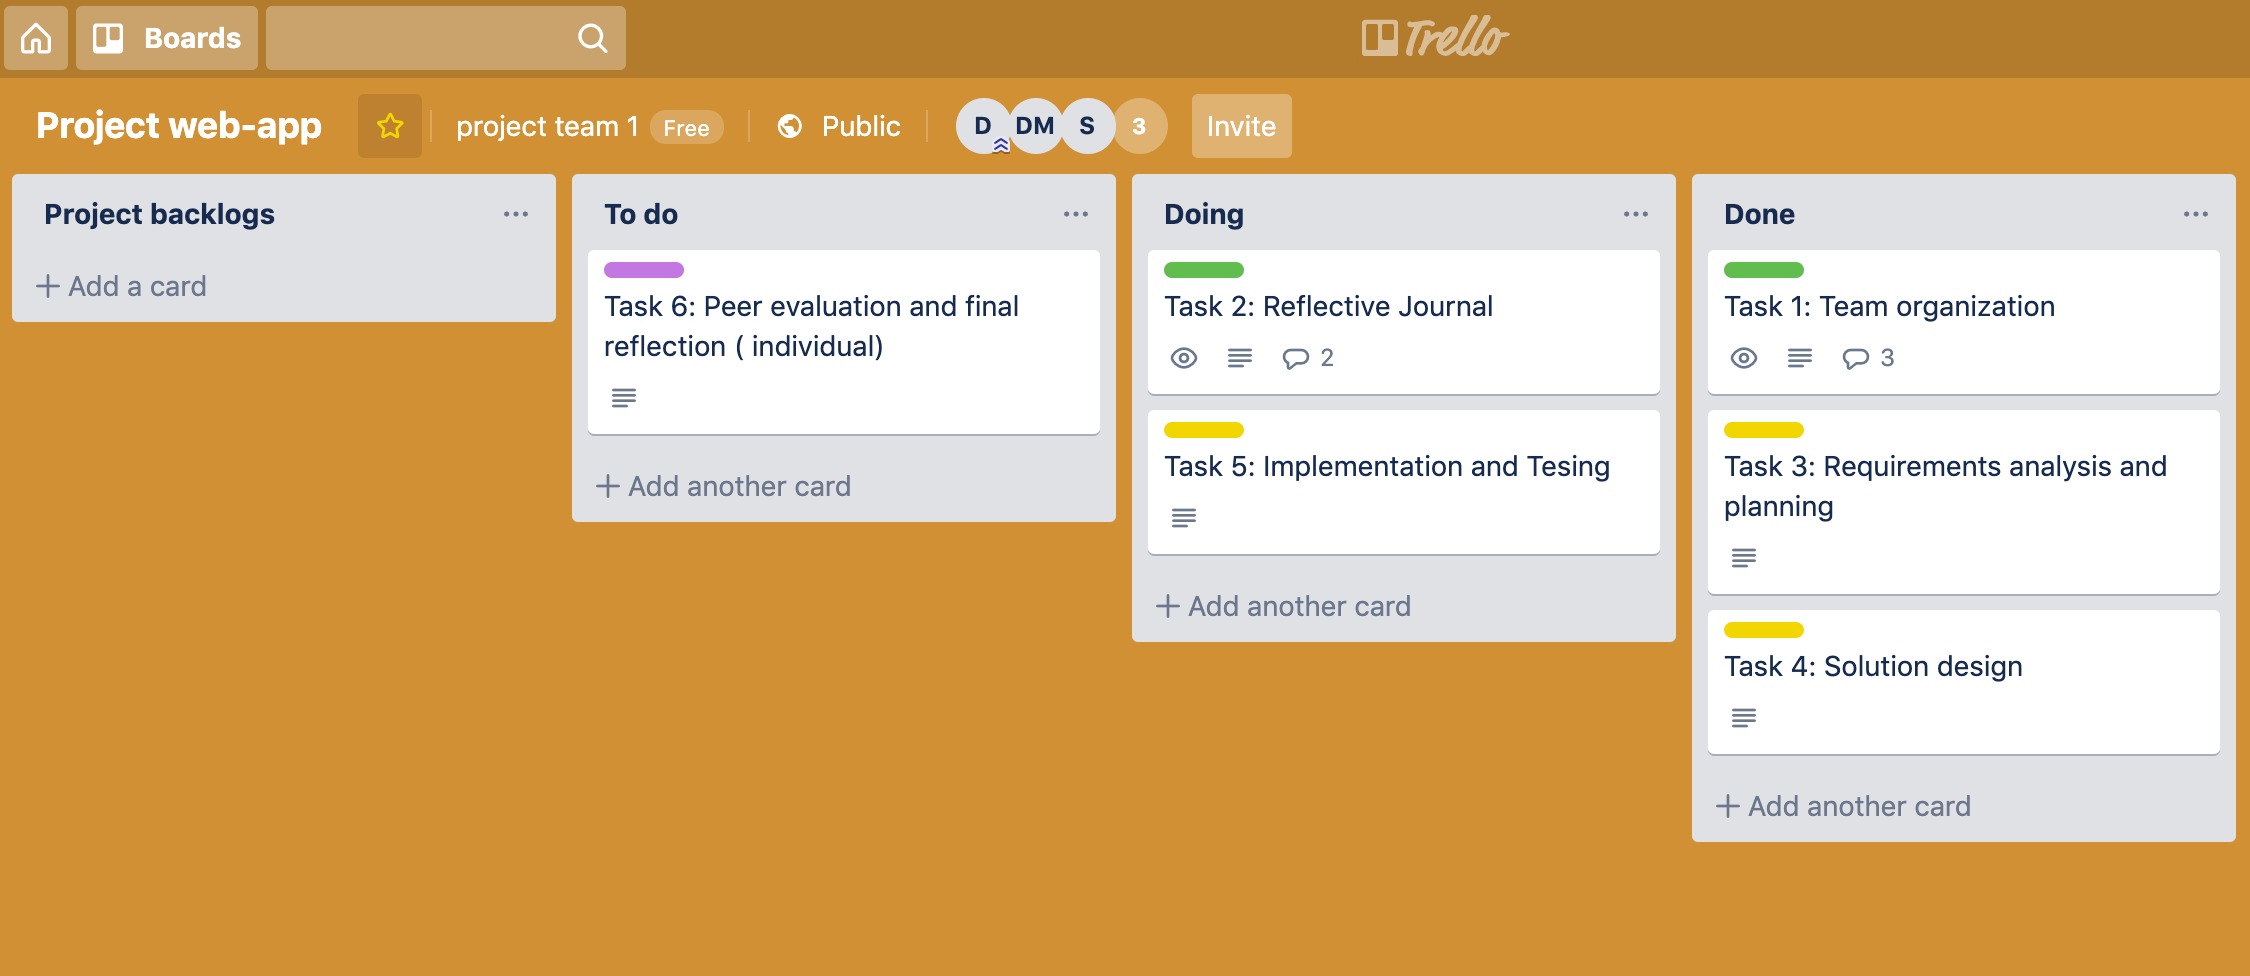 Boards
Trello
Project web-app
project team 1 Free
Public
D DM S 3
Invite
Project backlogs
Add a card
To do
Task 6: Peer evaluation and final
reflection ( individual)
Add another card
Doing
Task 2: Reflective Journal
2
Task 5: Implementation and Tesing
Add another card
Done
Task 1: Team organization
3
Task 3: Requirements analysis and
planning
Task 4: Solution design
Add another card